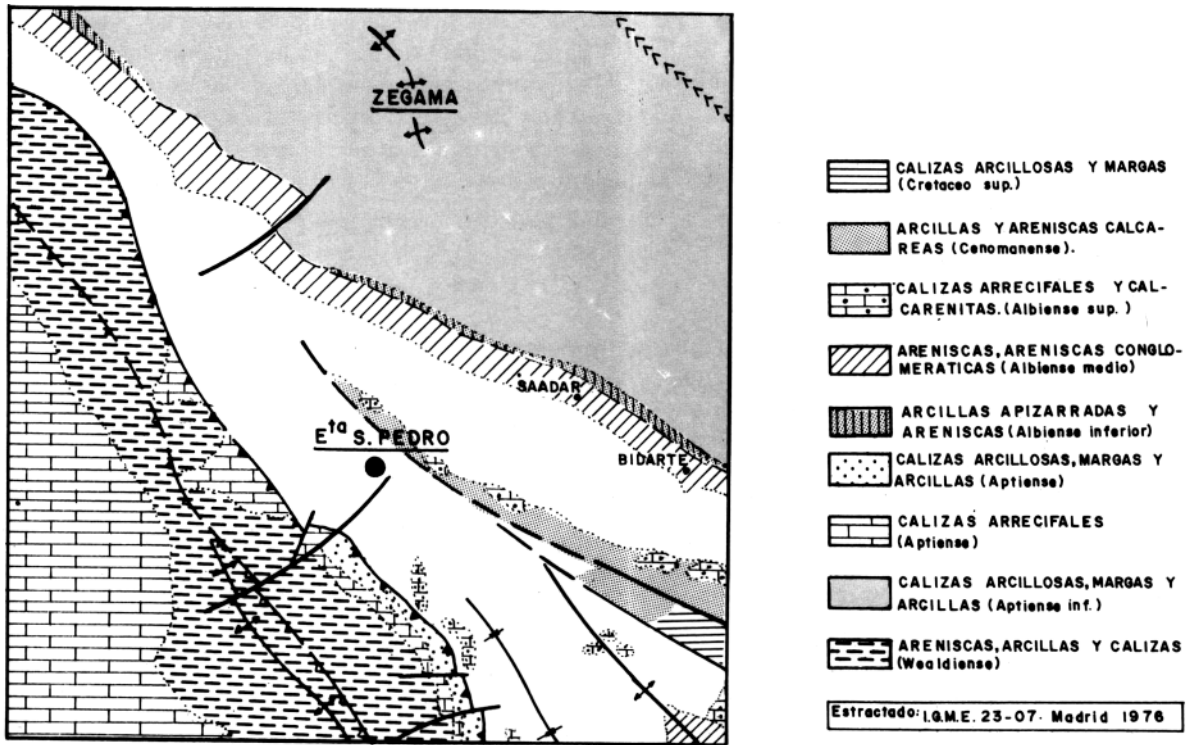 ZEGAMA
SAADAR
Eta S. PEDRO
BIDARTE
CALIZAS ARCILLOSAS Y MARGAS
(Cretaceo sup.)
ARCILLAS Y ARENISCAS CALCA-
REAS (Cenomanense).
CALIZAS ARRECIFALES Y CAL-
CARENITAS. (Albiense sup.)
ARENISCAS, ARENISCAS CONGLO-
MERATICAS (Albiense medio)
ARCILLAS APIZARRADAS Y
ARENISCAS (Albiense inferior)
CALIZAS ARCILLOSAS, MARGAS Y
ARCILLAS (Aptiense)
CALIZAS ARRECIFALES
(Aptiense)
CALIZAS ARCILLOSAS, MARGAS Y
ARCILLAS (Aptiense inf.)
ARENISCAS, ARCILLAS Y CALIZAS
(Wealdiense)
Estractado: I.G.M.E. 23-07. Madrid 1976